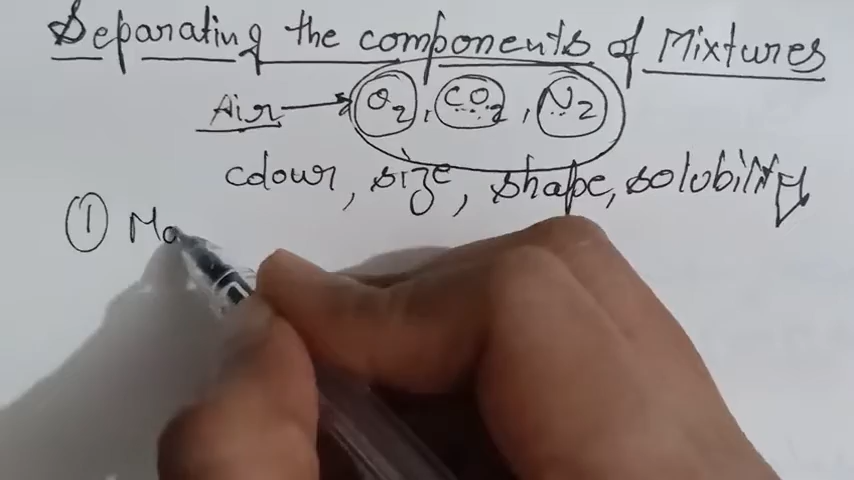 Separating the components of Mixtures
Air → O₂, CO₂, N₂
colour, size, shape, solubility
① Ma